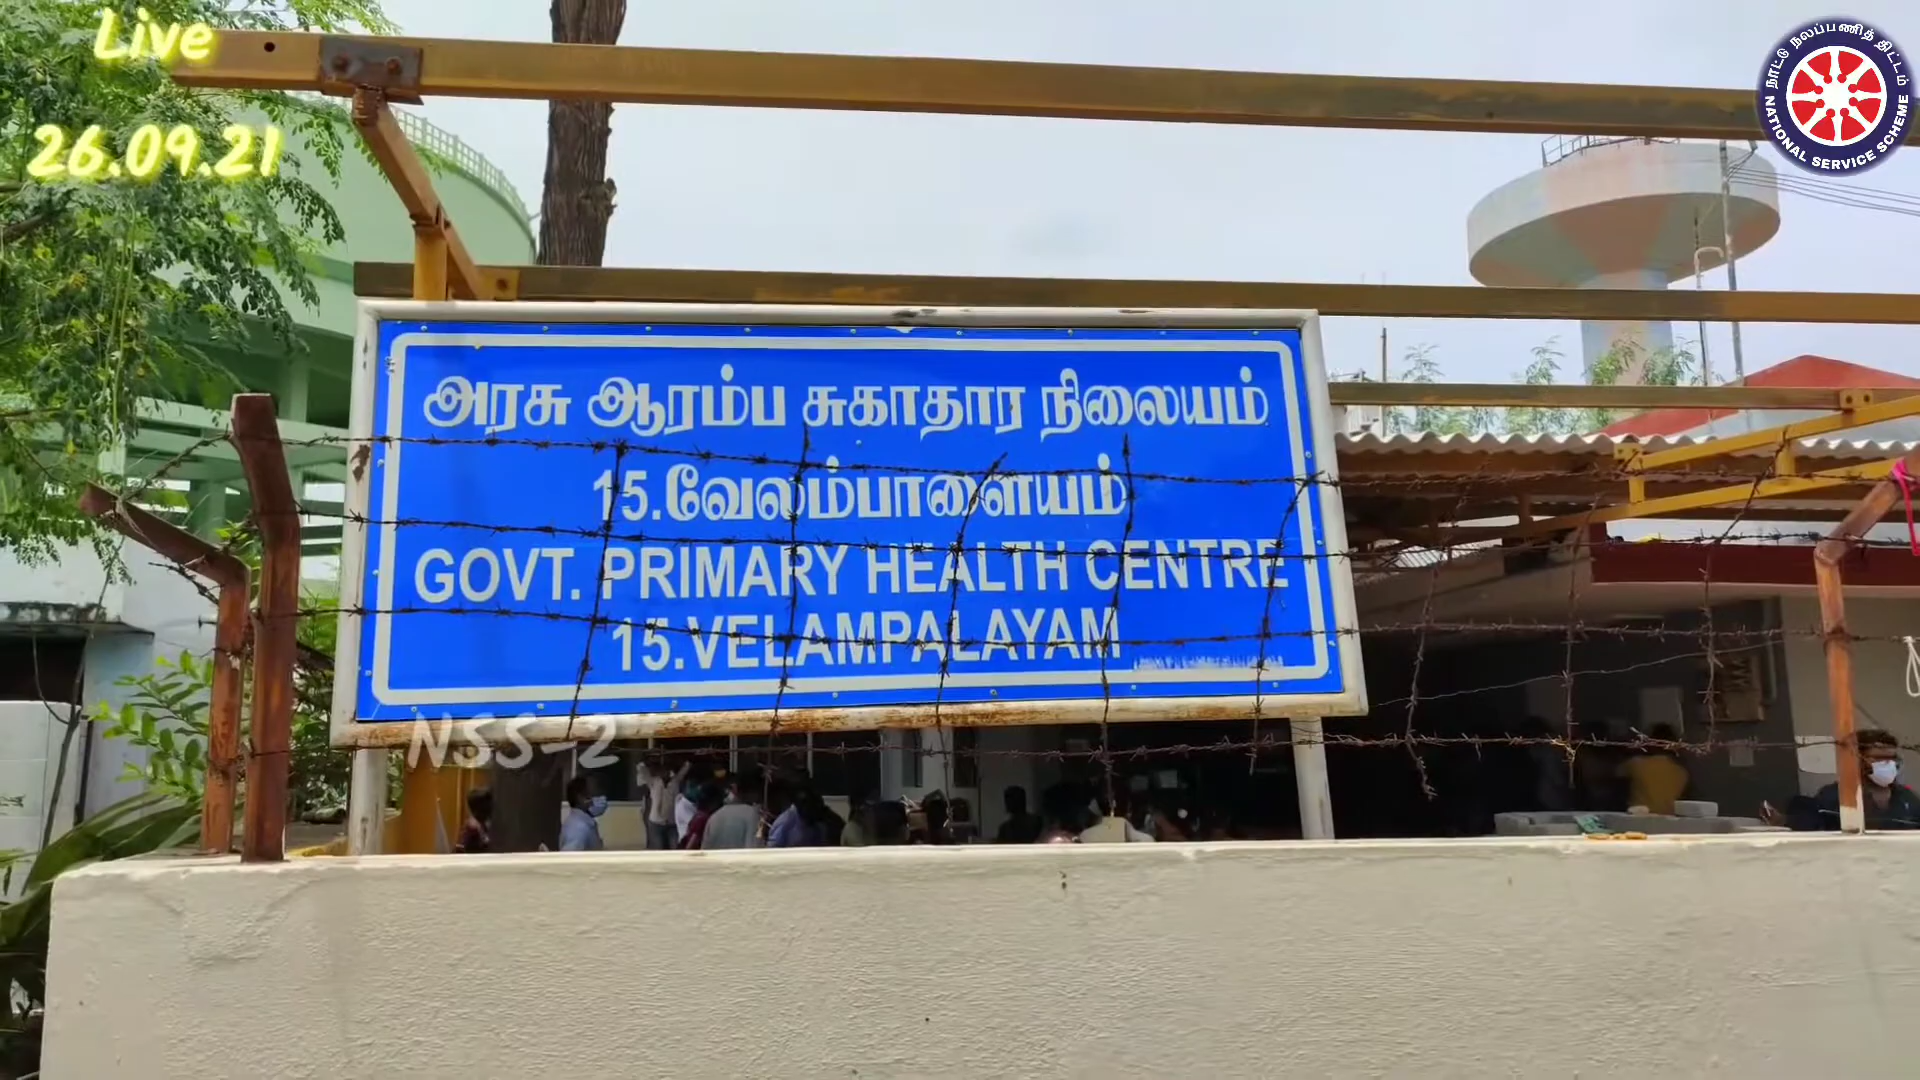 Live
26.09.21
நாட்டு நலப்பணித் திட்டம்
NATIONAL SERVICE SCHEME
அரசு ஆரம்ப சுகாதார நிலையம்
15.வேலம்பாளையம்
GOVT. PRIMARY HEALTH CENTRE
15.VELAMPALAYAM
NSS-2